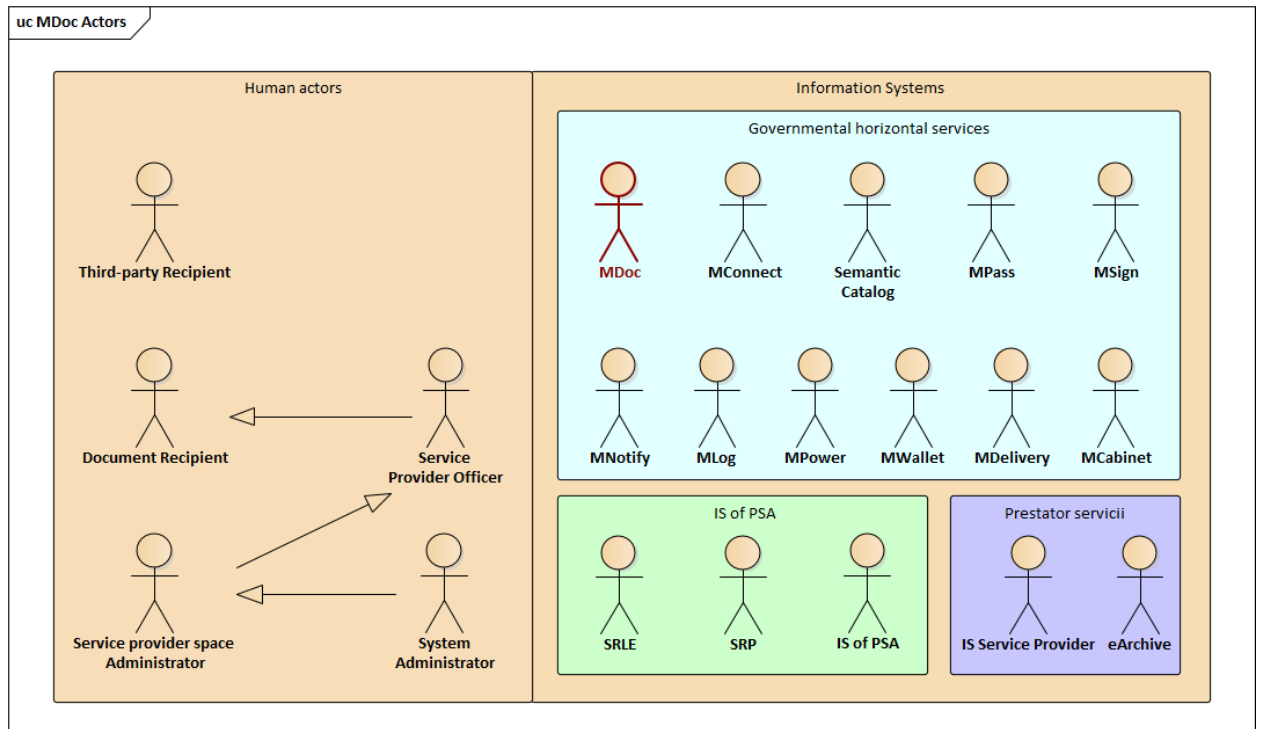 uc MDoc Actors
Human actors
Third-party Recipient
Document Recipient
Service
Provider Officer
Service provider space
Administrator
System
Administrator
Information Systems
Governmental horizontal services
MDoc
MConnect
Semantic
Catalog
MPass
MSign
MNotify
MLog
MPower
MWallet
MDelivery
MCabinet
IS of PSA
SRLE
SRP
IS of PSA
Prestator servicii
IS Service Provider
eArchive